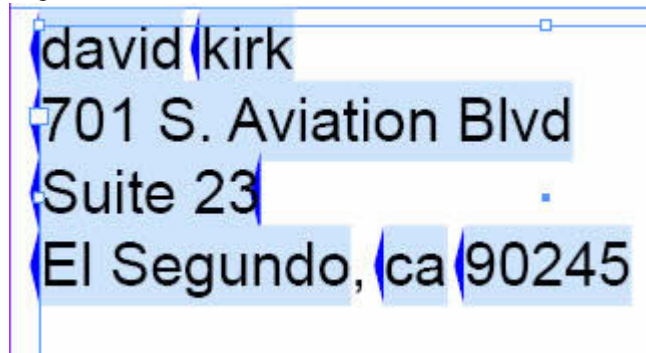 david kirk
701 S. Aviation Blvd
Suite 23
El Segundo, ca 90245